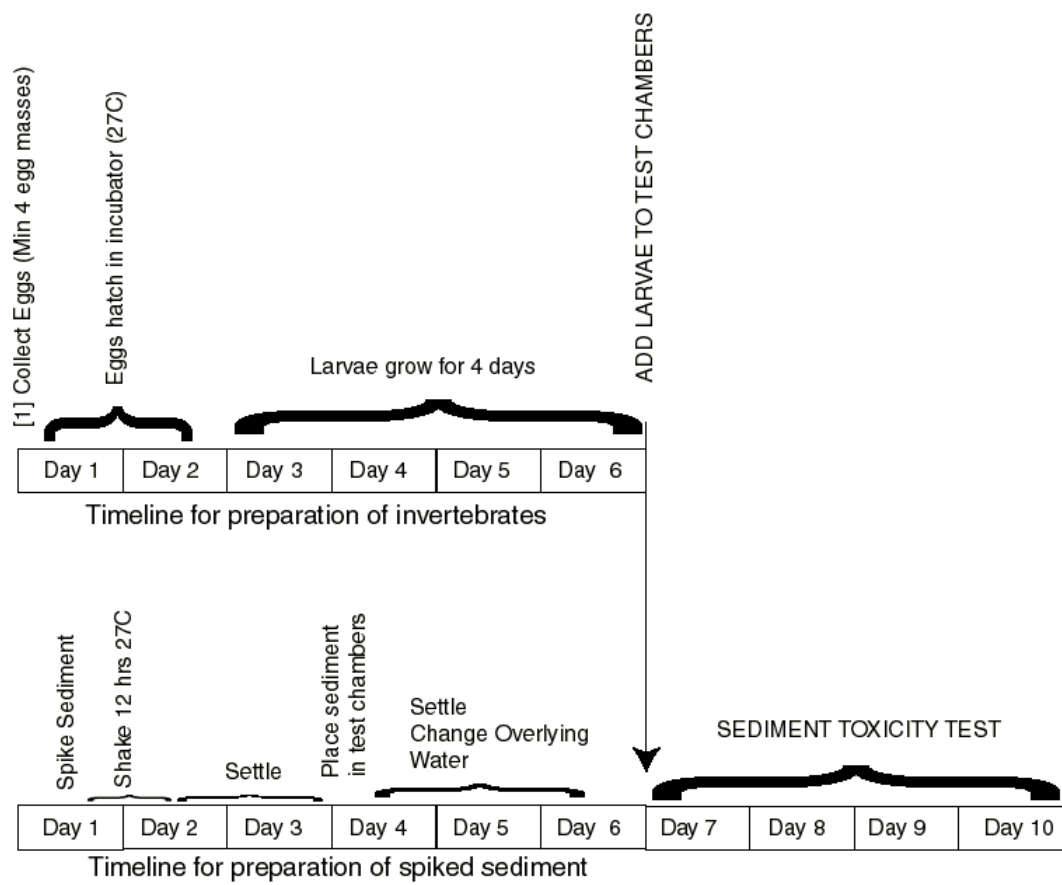 [1] Collect Eggs (Min 4 egg masses)
Eggs hatch in incubator (27C)
Larvae grow for 4 days
ADD LARVAE TO TEST CHAMBERS
Day 1
Day 2
Day 3
Day 4
Day 5
Day 6
Timeline for preparation of invertebrates
Spike Sediment
Shake 12 hrs 27C
Settle
Place sediment
in test chambers
Settle
Change Overlying
Water
SEDIMENT TOXICITY TEST
Day 1
Day 2
Day 3
Day 4
Day 5
Day 6
Day 7
Day 8
Day 9
Day 10
Timeline for preparation of spiked sediment